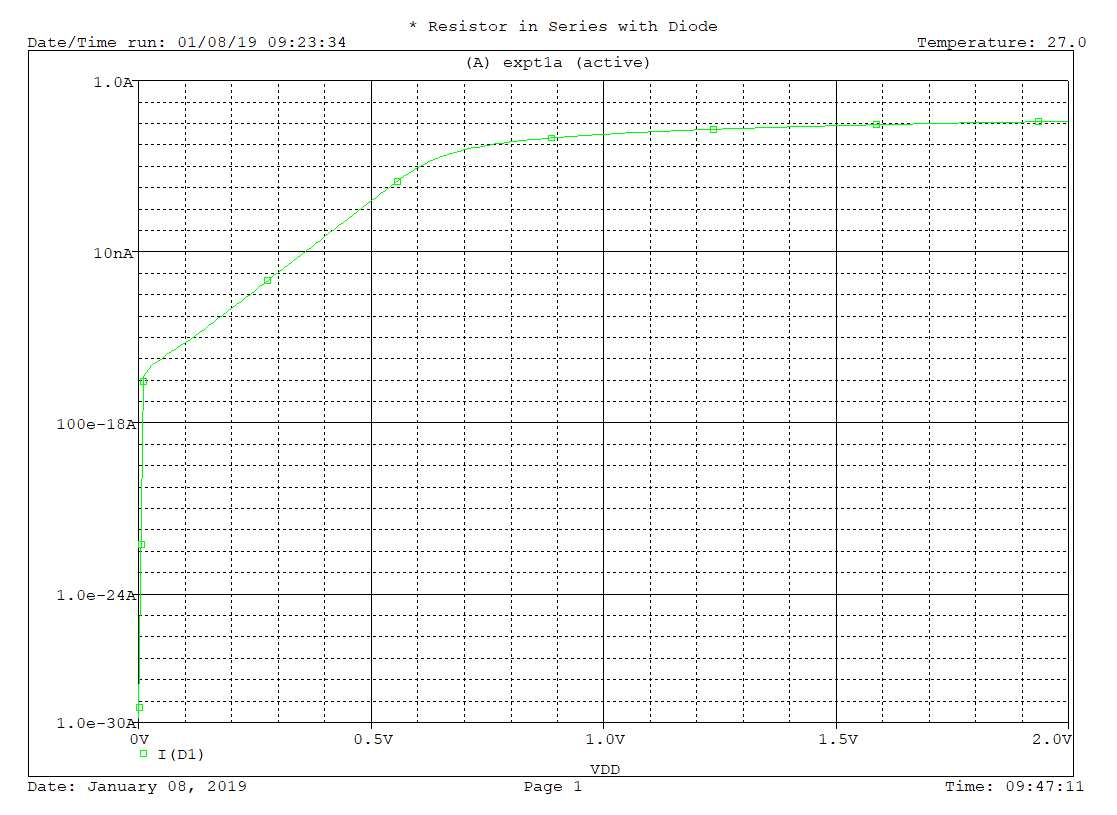 * Resistor in Series with Diode
Date/Time run: 01/08/19 09:23:34 Temperature: 27.0
(A) expt1a (active)
1.0A
10nA
100e-18A
1.0e-24A
1.0e-30A
0V 0.5V 1.0V 1.5V 2.0V
I(D1)
VDD
Date: January 08, 2019 Page 1 Time: 09:47:11